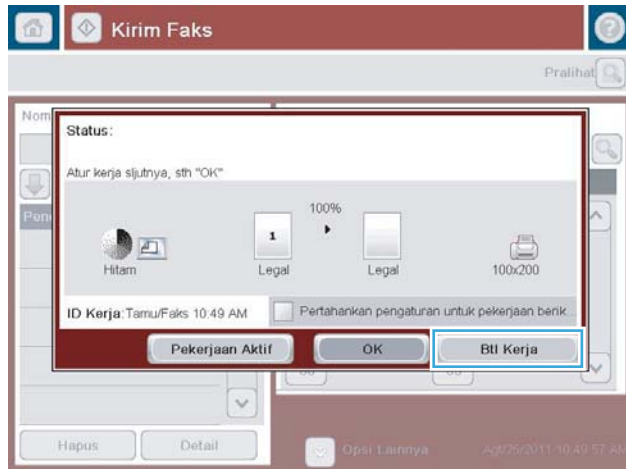 Kirim Faks
Pralihat
Nom
Status:
Atur kerja sljutnya, sth "OK"
Pen
100%
1
Hitam
Legal
Legal
100x200
ID Kerja:Tamu/Faks 10:49 AM
Pertahankan pengaturan untuk pekerjaan berik...
Pekerjaan Aktif
OK
Btl Kerja
Hapus
Detail
Opsi Lainnya
Agt/26/2011 10:49:57 AM